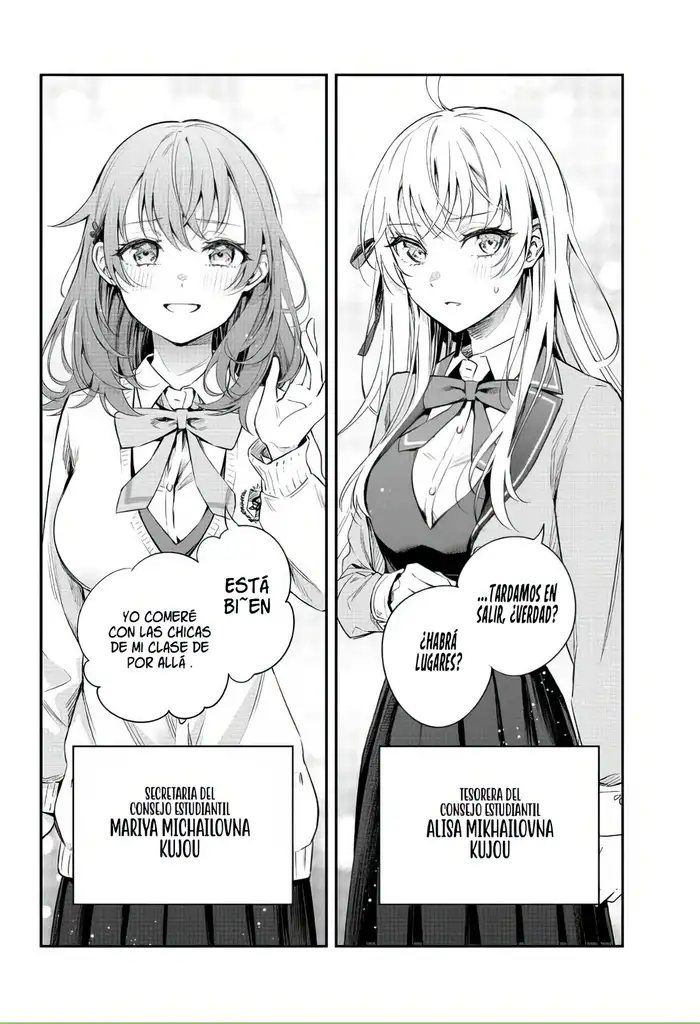 ...TARDAMOS EN
SALIR, ¿VERDAD?
¿HABRÁ
LUGARES?
TESORERA DEL
CONSEJO ESTUDIANTIL
ALISA MIKHAILOVNA
KUJOU
ESTÁ
BI~EN
YO COMERÉ
CON LAS CHICAS
DE MI CLASE DE
POR ALLÁ .
SECRETARIA DEL
CONSEJO ESTUDIANTIL
MARIYA MICHAILOVNA
KUJOU